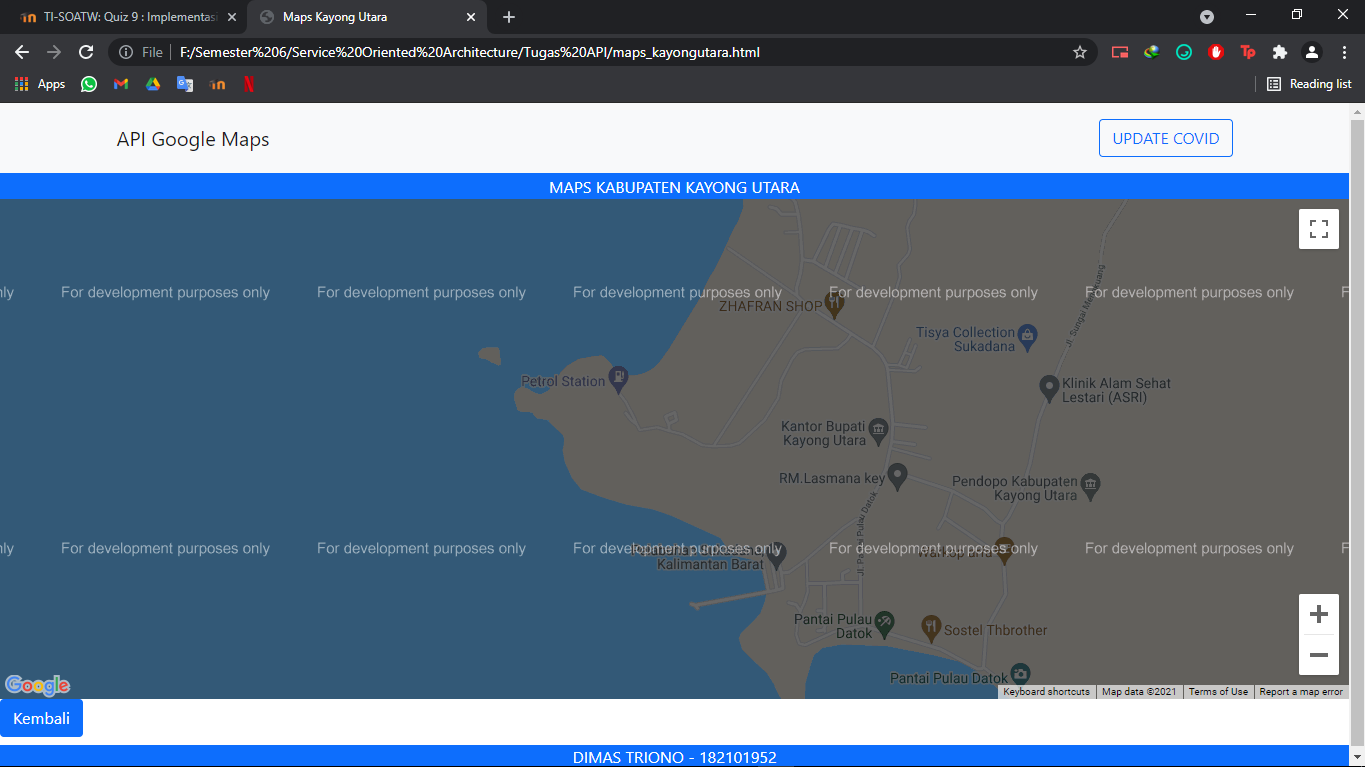 TI-SOATW: Quiz 9 : Implementasi
Maps Kayong Utara
File
F:/Semester%206/Service%20Oriented%20Architecture/Tugas%20API/maps_kayongutara.html
Apps
Reading list
API Google Maps
UPDATE COVID
MAPS KABUPATEN KAYONG UTARA
For development purposes only
For development purposes only
For development purposes only
For development purposes only
For development purposes only
ZHAFRAN SHOP
Tisya Collection
Sukadana
Jl. Sungai Mengkuang
Petrol Station
Klinik Alam Sehat
Lestari (ASRI)
Kantor Bupati
Kayong Utara
RM.Lasmana key
Pendopo Kabupaten
Kayong Utara
Jl. Pantai Pulau Datok
For development purposes only
For development purposes only
For development purposes only
For development purposes only
For development purposes only
Kalimantan Barat
Pantai Pulau
Datok
Sostel Thbrother
Pantai Pulau Datok
Google
Keyboard shortcuts
Map data ©2021
Terms of Use
Report a map error
Kembali
DIMAS TRIONO - 182101952